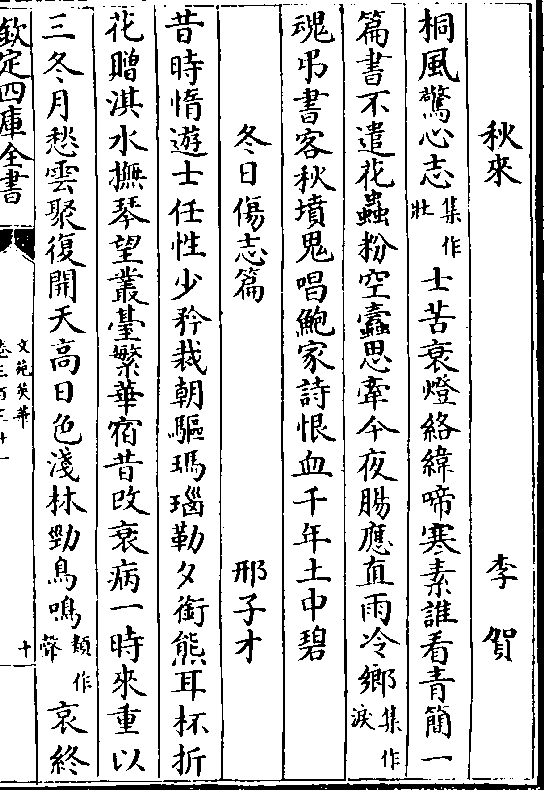 秋來　李賀
桐風驚心志集作壯士苦衰燈絡緯啼寒素誰看青簡一
篇書不遣花蟲粉空蠹思牽今夜腸應直雨冷鄉集作淚
魂弔書客秋墳鬼唱鮑家詩恨血千年土中碧
冬日傷志篇　邢子才
昔時惰遊士任性少矜裁朝驅瑪瑙勒夕銜熊耳杯折
花贈淇水撫琴望叢臺繁華宿昔改衰病一時來重以
三冬月愁雲聚復開天高日色淺林勁鳥鳴類作聲哀終
欽定四庫全書
文苑英華
卷三百三十一
十